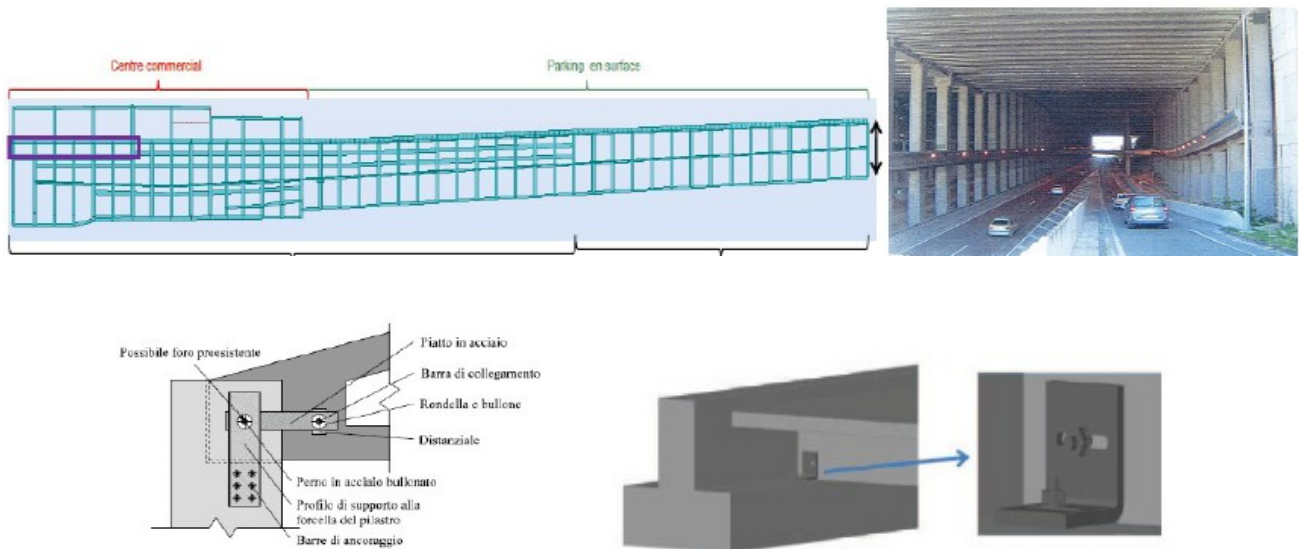 Centre commercial
Parking en surface
Possibile foro preesistente
Piatto in acciaio
Barra di collegamento
Rondella e bullone
Distanziale
Perno in acciaio bullonato
Profilo di supporto alla
forcella del pilastro
Barre di ancoraggio